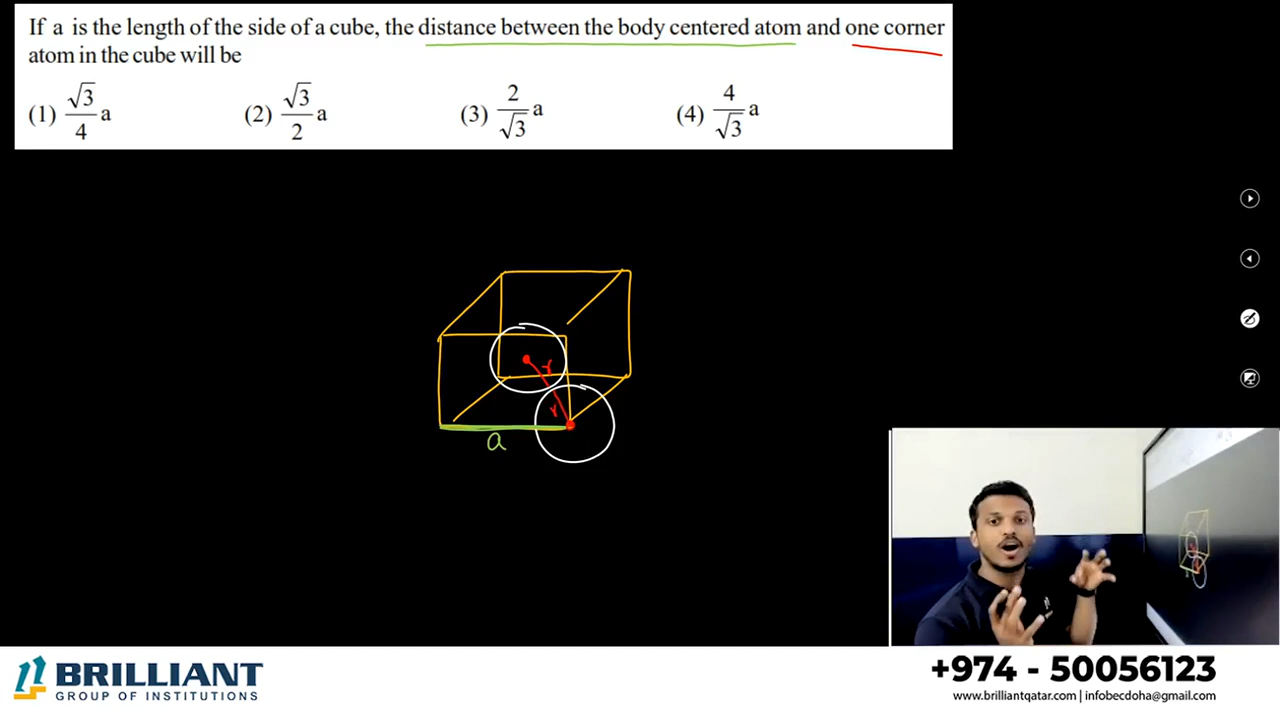 If a is the length of the side of a cube, the distance between the body centered atom and one corner
atom in the cube will be
(1) √3/4 a (2) √3/2 a (3) 2/√3 a (4) 4/√3 a
r
r
a
BRILLIANT
GROUP OF INSTITUTIONS
+974 - 50056123
www.brilliantqatar.com | infobecdoha@gmail.com